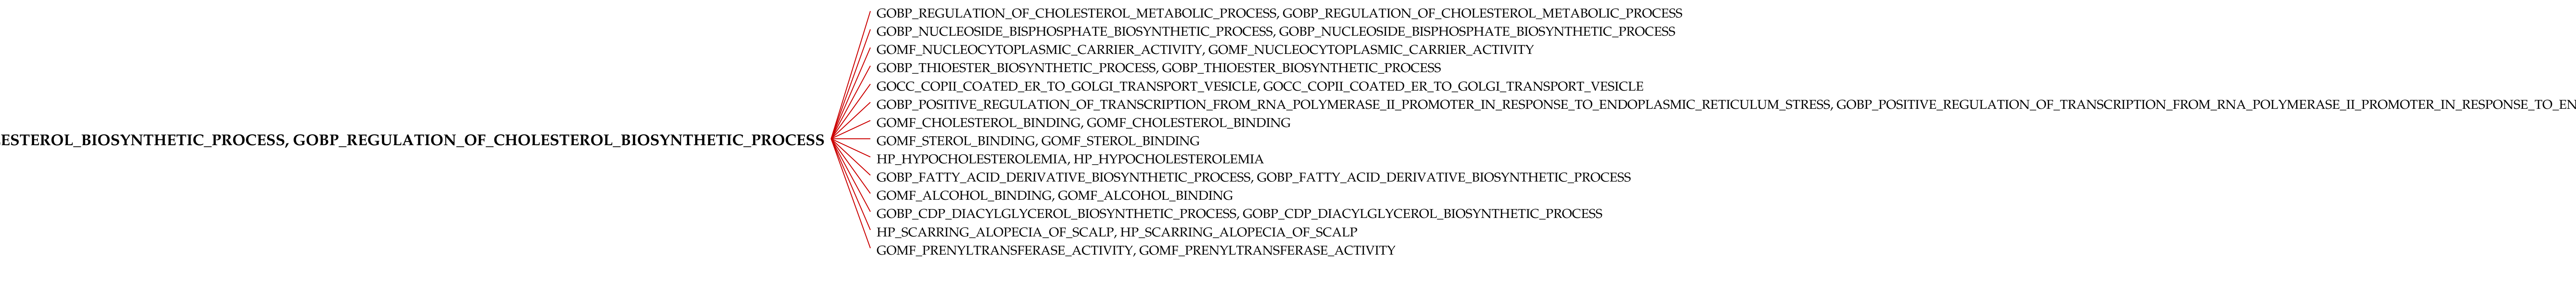 GOBP_REGULATION_OF_CHOLESTEROL_METABOLIC_PROCESS, GOBP_REGULATION_OF_CHOLESTEROL_METABOLIC_PROCESS
GOBP_NUCLEOSIDE_BISPHOSPHATE_BIOSYNTHETIC_PROCESS, GOBP_NUCLEOSIDE_BISPHOSPHATE_BIOSYNTHETIC_PROCESS
GOMF_NUCLEOCYTOPLASMIC_CARRIER_ACTIVITY, GOMF_NUCLEOCYTOPLASMIC_CARRIER_ACTIVITY
GOBP_THIOESTER_BIOSYNTHETIC_PROCESS, GOBP_THIOESTER_BIOSYNTHETIC_PROCESS
GOCC_COPII_COATED_ER_TO_GOLGI_TRANSPORT_VESICLE, GOCC_COPII_COATED_ER_TO_GOLGI_TRANSPORT_VESICLE
GOBP_POSITIVE_REGULATION_OF_TRANSCRIPTION_FROM_RNA_POLYMERASE_II_PROMOTER_IN_RESPONSE_TO_ENDOPLASMIC_RETICULUM_STRESS, GOBP_POSITIVE_REGULATION_OF_TRANSCRIPTION_FROM_RNA_POLYMERASE_II_PROMOTER_IN_RESPONSE_TO_EN
GOMF_CHOLESTEROL_BINDING, GOMF_CHOLESTEROL_BINDING
ESTEROL_BIOSYNTHETIC_PROCESS, GOBP_REGULATION_OF_CHOLESTEROL_BIOSYNTHETIC_PROCESS
GOMF_STEROL_BINDING, GOMF_STEROL_BINDING
HP_HYPOCHOLESTEROLEMIA, HP_HYPOCHOLESTEROLEMIA
GOBP_FATTY_ACID_DERIVATIVE_BIOSYNTHETIC_PROCESS, GOBP_FATTY_ACID_DERIVATIVE_BIOSYNTHETIC_PROCESS
GOMF_ALCOHOL_BINDING, GOMF_ALCOHOL_BINDING
GOBP_CDP_DIACYLGLYCEROL_BIOSYNTHETIC_PROCESS, GOBP_CDP_DIACYLGLYCEROL_BIOSYNTHETIC_PROCESS
HP_SCARRING_ALOPECIA_OF_SCALP, HP_SCARRING_ALOPECIA_OF_SCALP
GOMF_PRENYLTRANSFERASE_ACTIVITY, GOMF_PRENYLTRANSFERASE_ACTIVITY